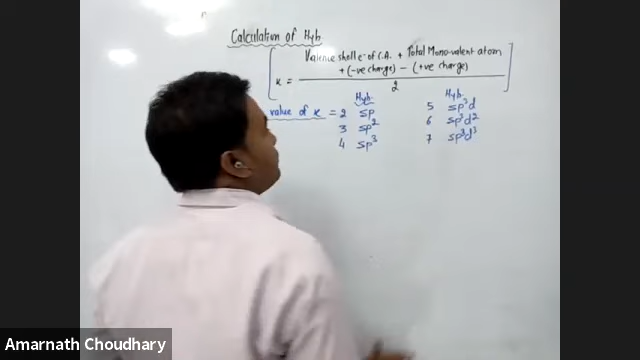 Calculation of Hyb.
x = Valence shell e⁻ of C.A. + Total Mono-valent atom + (-ve charge) - (+ve charge) / 2
Hyb. Hyb.
value of x = 2 sp 5 sp³d
3 sp² 6 sp³d²
4 sp³ 7 sp³d³
Amarnath Choudhary